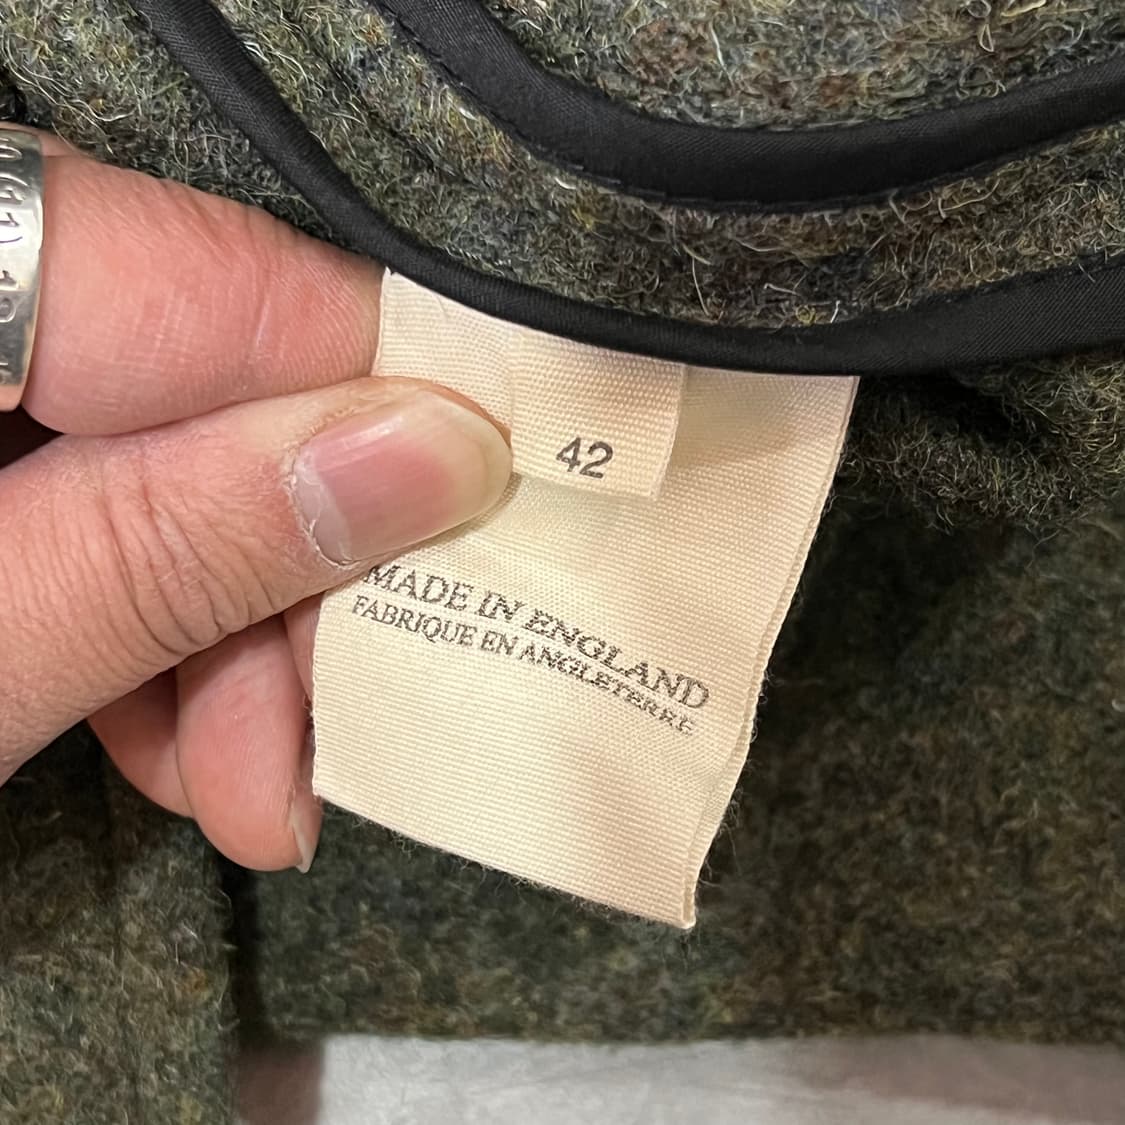 42
MADE IN ENGLAND
FABRIQUE EN ANGLETERRE